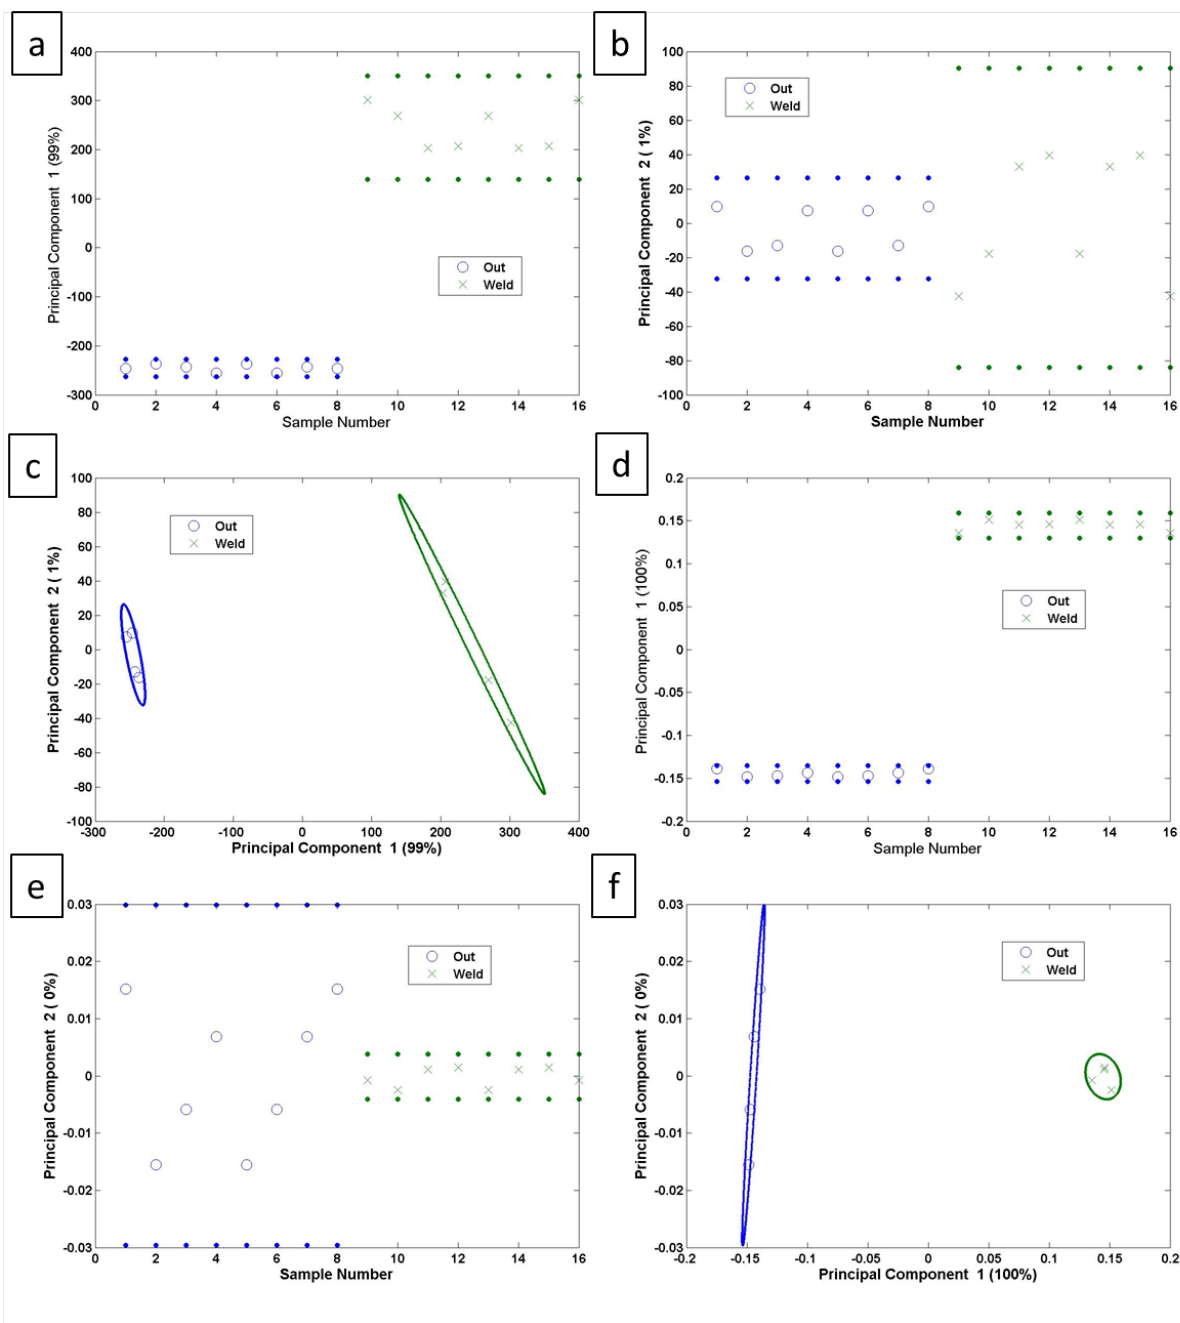 a
400
300
200
100
0
-100
-200
-300
Principal Component 1 (99%)
Out
Weld
0 2 4 6 8 10 12 14 16
Sample Number
b
100
80
60
40
20
0
-20
-40
-60
-80
-100
Principal Component 2 ( 1%)
Out
Weld
0 2 4 6 8 10 12 14 16
Sample Number
c
100
80
60
40
20
0
-20
-40
-60
-80
-100
Principal Component 2 ( 1%)
Out
Weld
-300 -200 -100 0 100 200 300 400
Principal Component 1 (99%)
d
0.2
0.15
0.1
0.05
0
-0.05
-0.1
-0.15
-0.2
Principal Component 1 (100%)
Out
Weld
0 2 4 6 8 10 12 14 16
Sample Number
e
0.03
0.02
0.01
0
-0.01
-0.02
-0.03
Principal Component 2 ( 0%)
Out
Weld
0 2 4 6 8 10 12 14 16
Sample Number
f
0.03
0.02
0.01
0
-0.01
-0.02
-0.03
Principal Component 2 ( 0%)
Out
Weld
-0.2 -0.15 -0.1 -0.05 0 0.05 0.1 0.15 0.2
Principal Component 1 (100%)